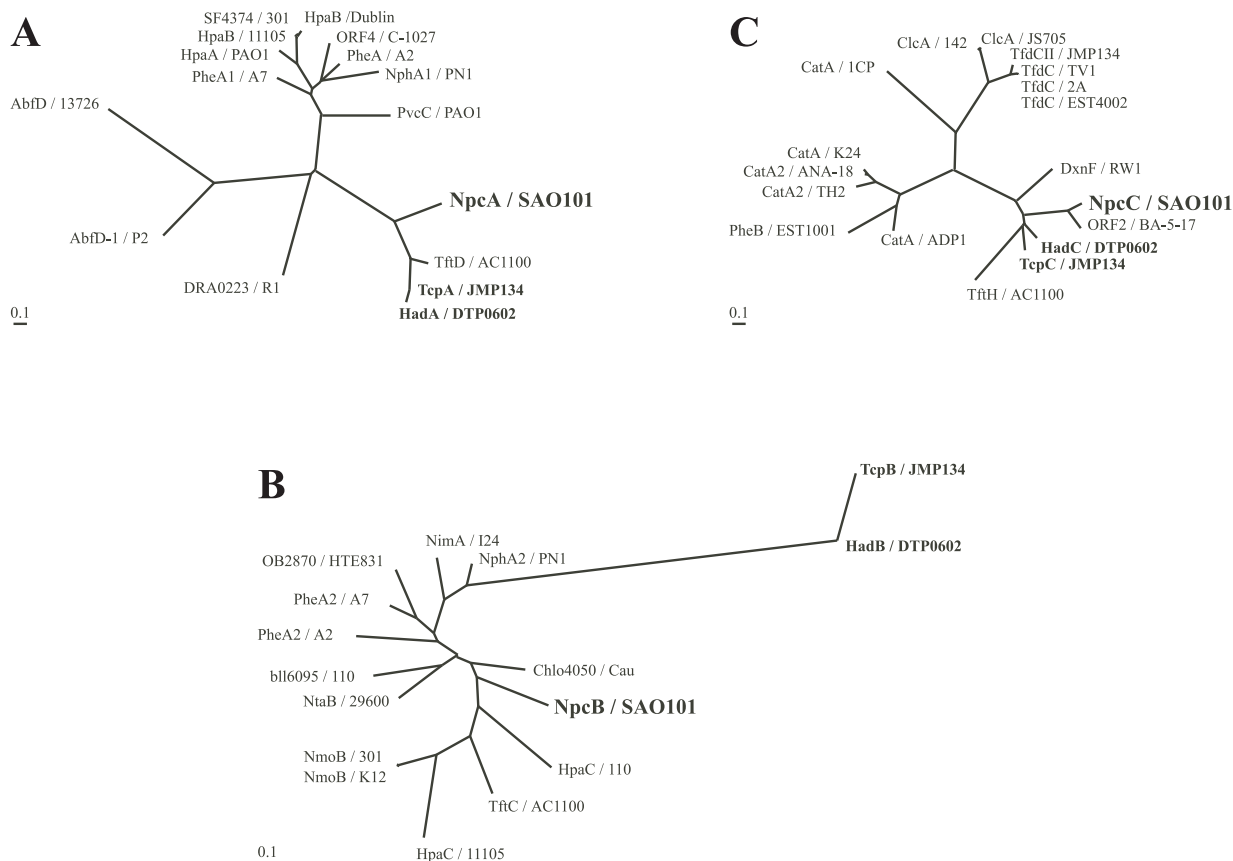 A
SF4374 / 301
HpaB /Dublin
HpaB / 11105
ORF4 / C-1027
HpaA / PAO1
PheA / A2
PheA1 / A7
NphA1 / PN1
AbfD / 13726
PvcC / PAO1
NpcA / SAO101
AbfD-1 / P2
TftD / AC1100
DRA0223 / R1
TcpA / JMP134
HadA / DTP0602
0.1
C
ClcA / JS705
ClcA / 142
TfdCII / JMP134
CatA / 1CP
TfdC / TV1
TfdC / 2A
TfdC / EST4002
CatA / K24
CatA2 / ANA-18
DxnF / RW1
CatA2 / TH2
NpcC / SAO101
PheB / EST1001
ORF2 / BA-5-17
CatA / ADP1
HadC / DTP0602
TcpC / JMP134
TftH / AC1100
0.1
B
TcpB / JMP134
NimA / I24
HadB / DTP0602
OB2870 / HTE831
NphA2 / PN1
PheA2 / A7
PheA2 / A2
bll6095 / 110
Chlo4050 / Cau
NtaB / 29600
NpcB / SAO101
NmoB / 301
HpaC / 110
NmoB / K12
TftC / AC1100
0.1
HpaC / 11105